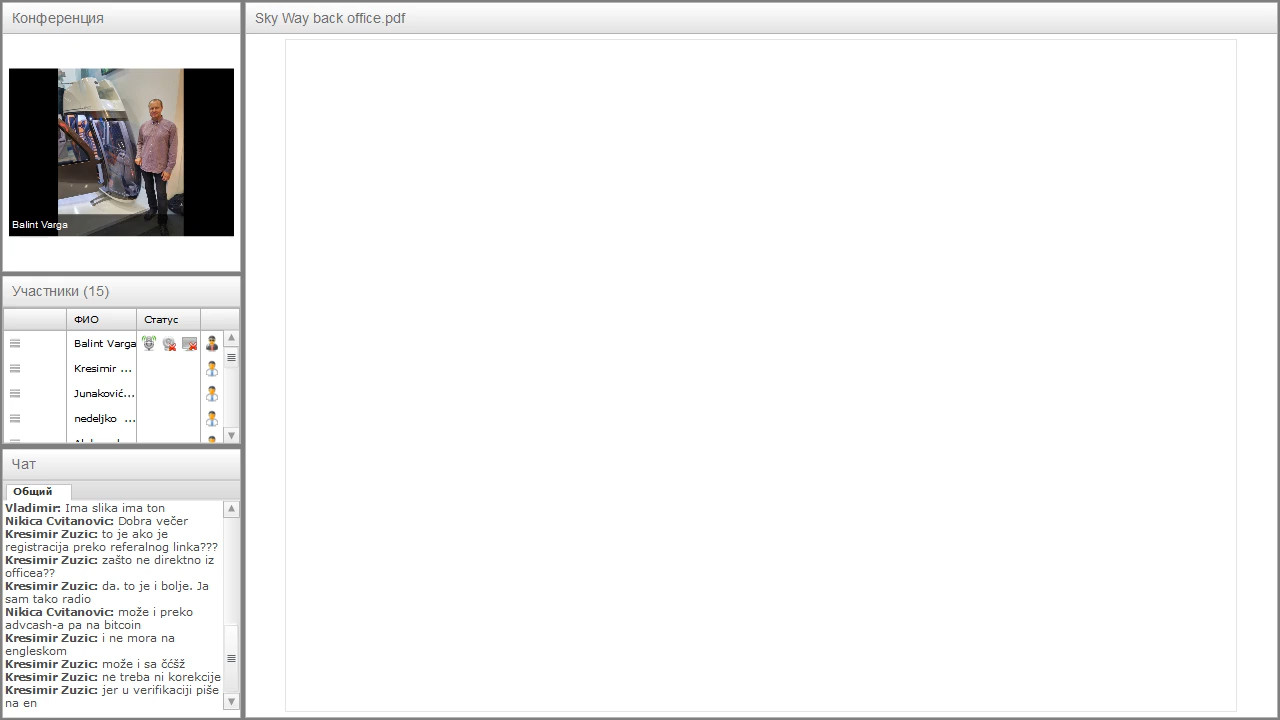 Конференция
Balint Varga
Участники (15)
ФИО
Статус
Balint Varga
Kresimir ...
Junaković...
nedeljko ...
Чат
Общий
Vladimir: Ima slika ima ton
Nikica Cvitanovic: Dobra večer
Kresimir Zuzic: to je ako je
registracija preko referalnog linka???
Kresimir Zuzic: zašto ne direktno iz
officea??
Kresimir Zuzic: da. to je i bolje. Ja
sam tako radio
Nikica Cvitanovic: može i preko
advcash-a pa na bitcoin
Kresimir Zuzic: i ne mora na
engleskom
Kresimir Zuzic: može i sa čćšž
Kresimir Zuzic: ne treba ni korekcije
Kresimir Zuzic: jer u verifikaciji piše
na en
Sky Way back office.pdf